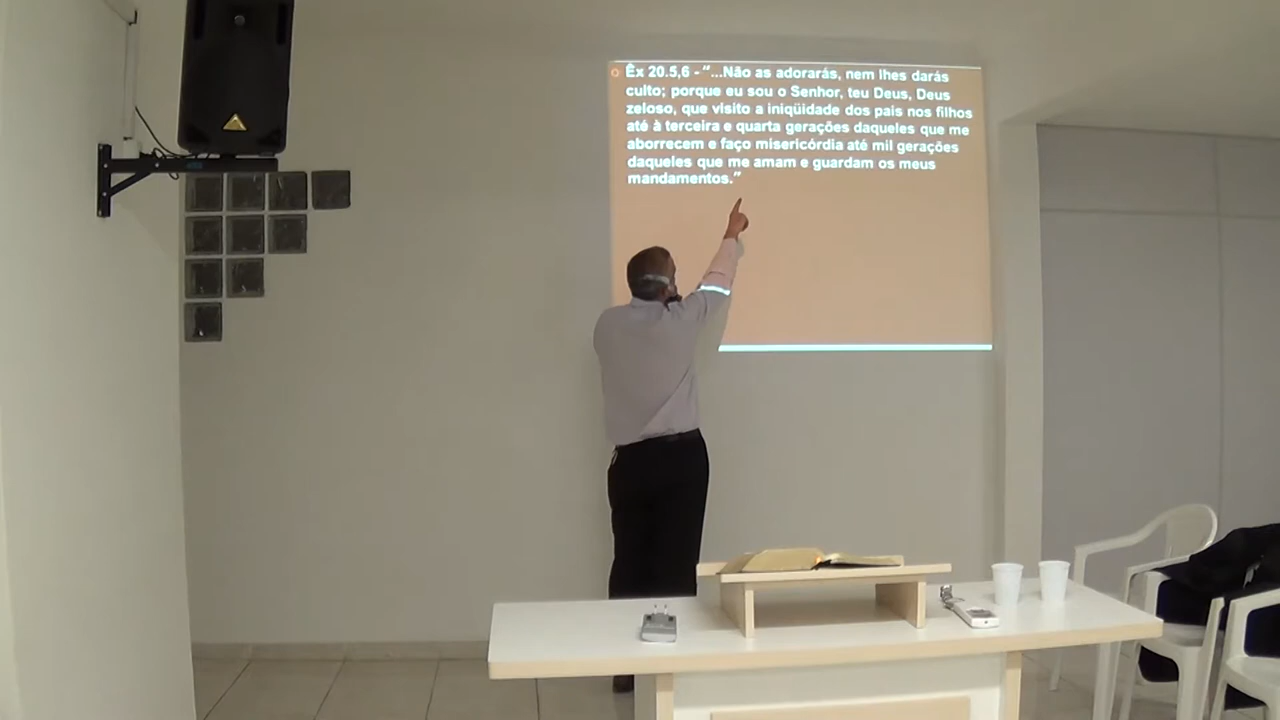 Êx 20.5,6 - “...Não as adorarás, nem lhes darás
culto; porque eu sou o Senhor, teu Deus, Deus
zeloso, que visito a iniqüidade dos pais nos filhos
até à terceira e quarta gerações daqueles que me
aborrecem e faço misericórdia até mil gerações
daqueles que me amam e guardam os meus
mandamentos.”